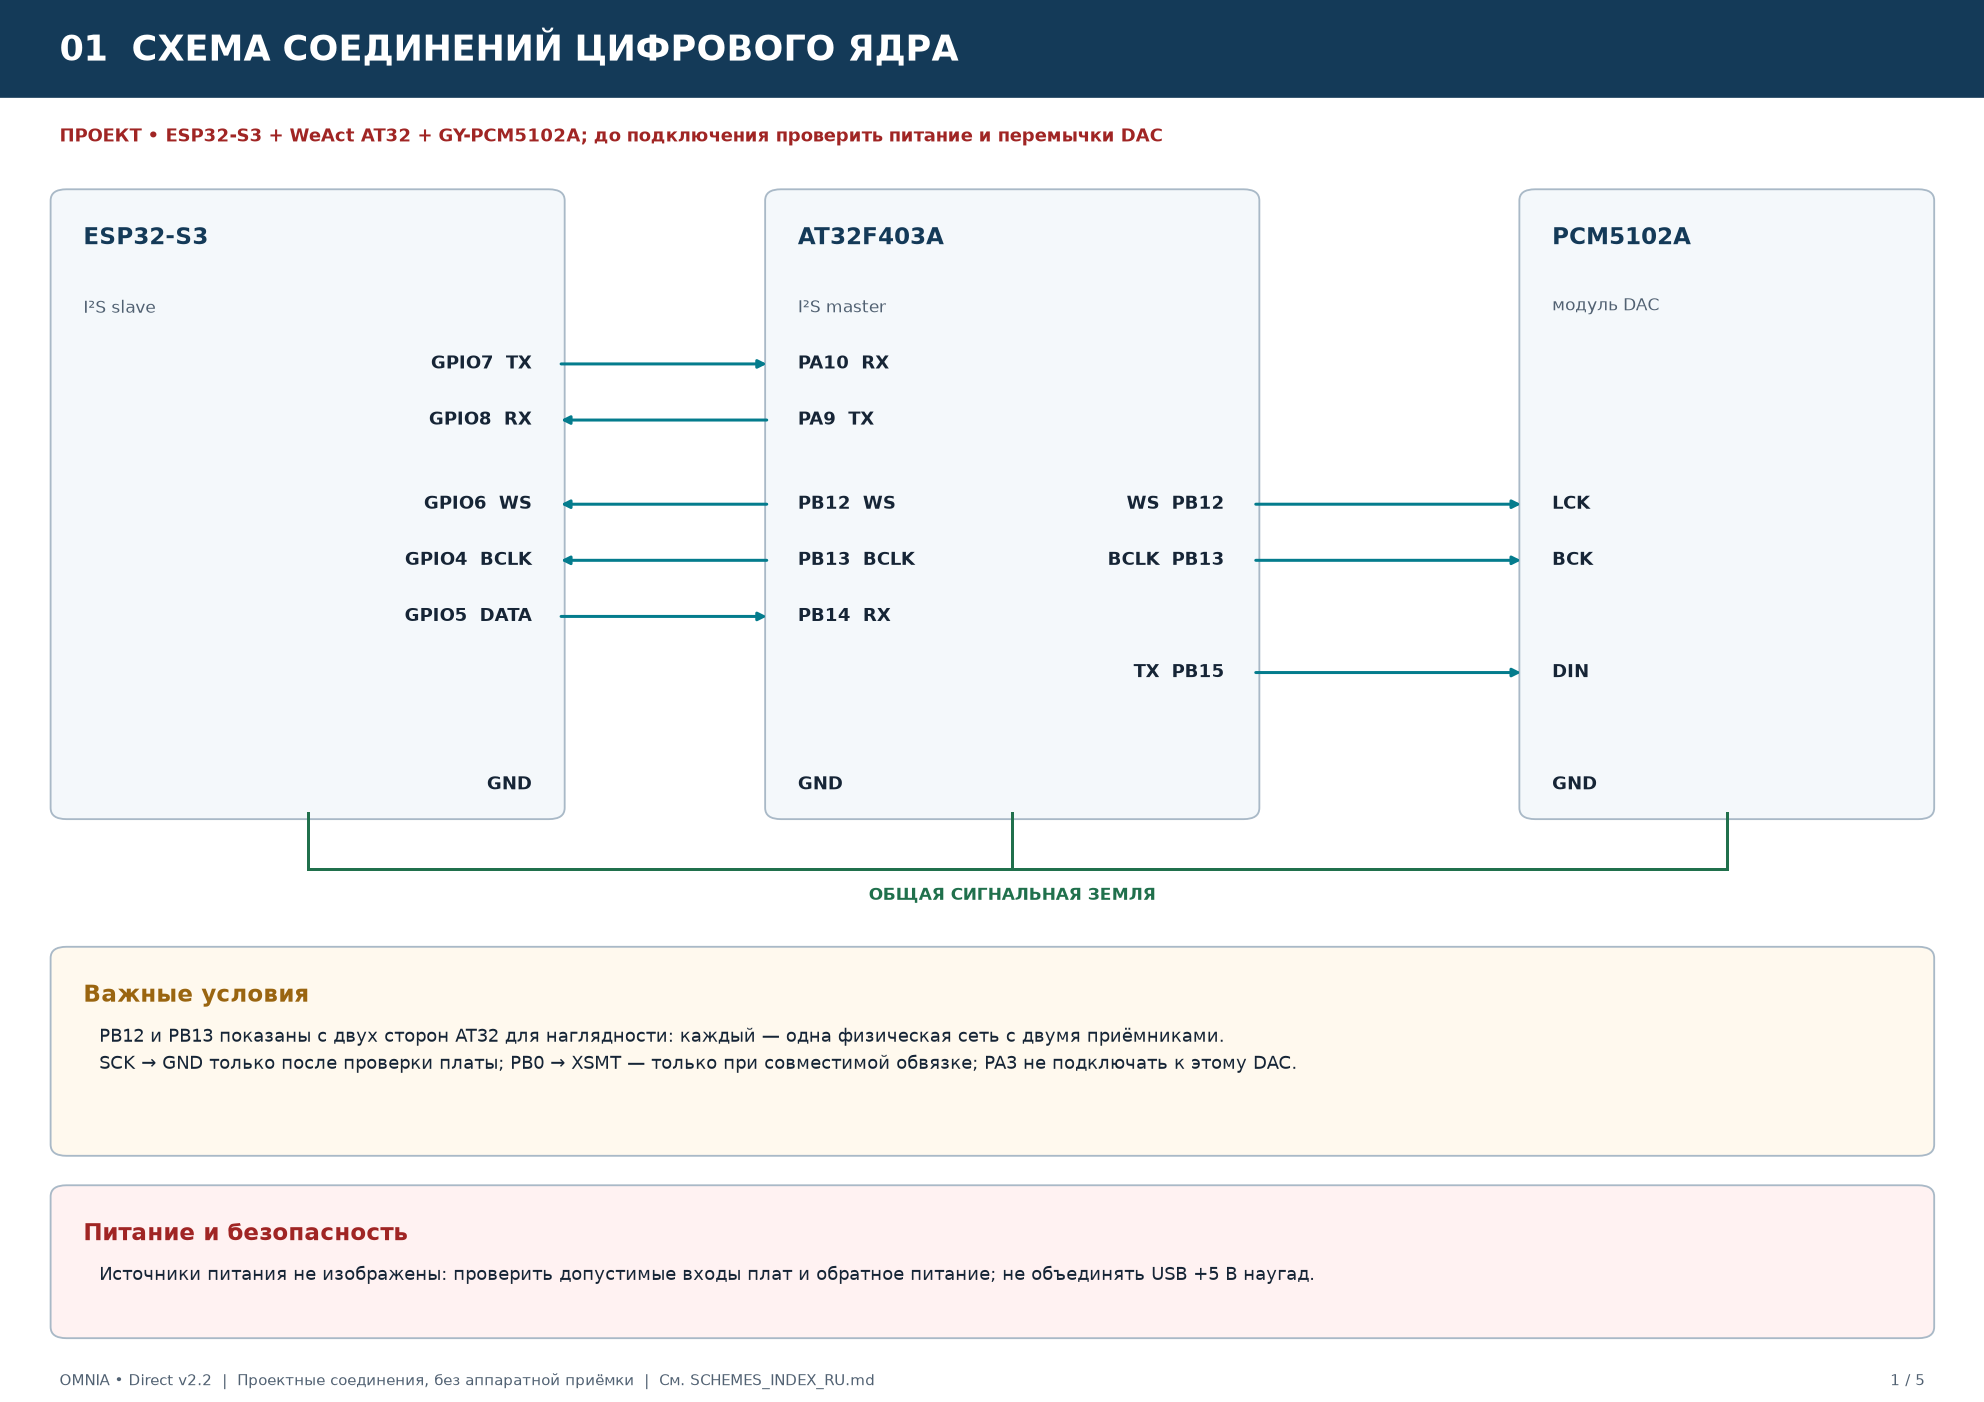 01 СХЕМА СОЕДИНЕНИЙ ЦИФРОВОГО ЯДРА
ПРОЕКТ • ESP32-S3 + WeAct AT32 + GY-PCM5102A; до подключения проверить питание и перемычки DAC
ESP32-S3
I²S slave
GPIO7 TX
GPIO8 RX
GPIO6 WS
GPIO4 BCLK
GPIO5 DATA
GND
AT32F403A
I²S master
PA10 RX
PA9 TX
PB12 WS
PB13 BCLK
PB14 RX
WS PB12
BCLK PB13
TX PB15
GND
PCM5102A
модуль DAC
LCK
BCK
DIN
GND
ОБЩАЯ СИГНАЛЬНАЯ ЗЕМЛЯ
Важные условия
PB12 и PB13 показаны с двух сторон AT32 для наглядности: каждый — одна физическая сеть с двумя приёмниками.
SCK → GND только после проверки платы; PB0 → XSMT — только при совместимой обвязке; PA3 не подключать к этому DAC.
Питание и безопасность
Источники питания не изображены: проверить допустимые входы плат и обратное питание; не объединять USB +5 В наугад.
OMNIA • Direct v2.2 | Проектные соединения, без аппаратной приёмки | См. SCHEMES_INDEX_RU.md
1 / 5